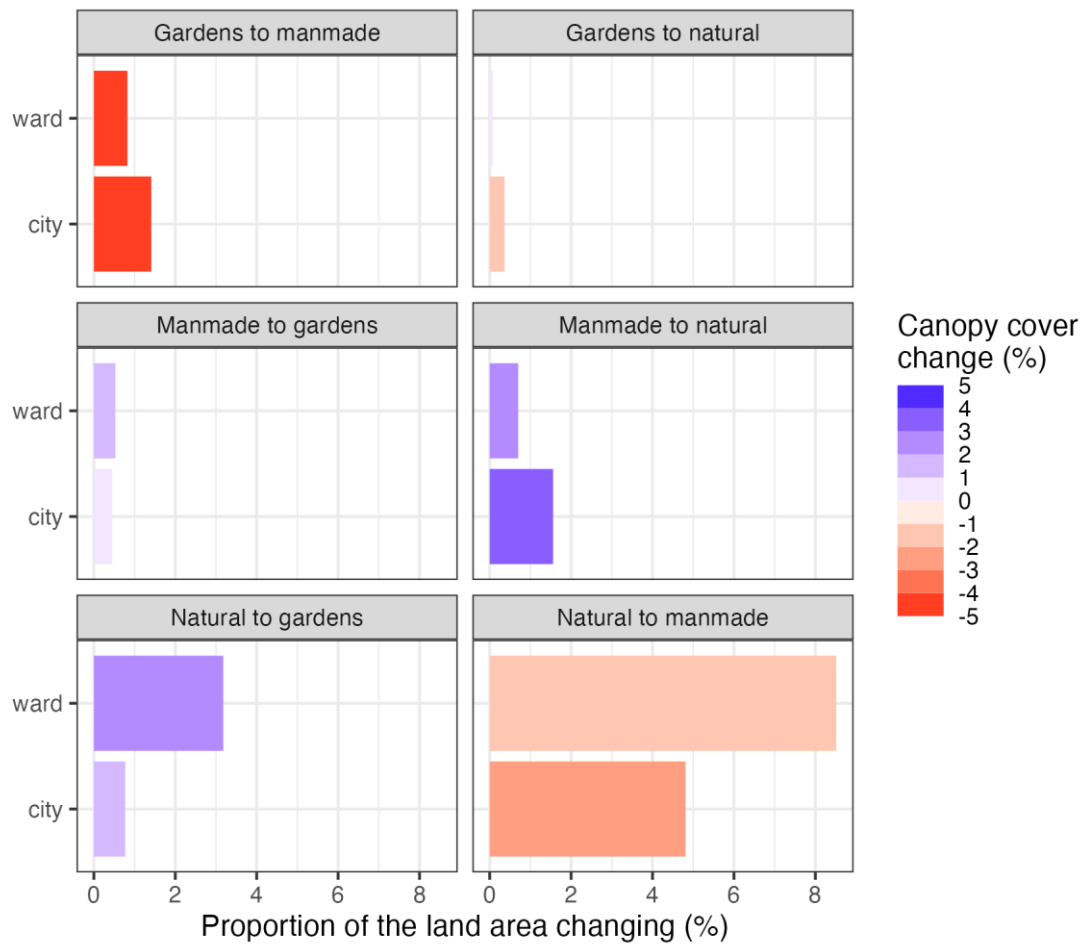 Gardens to manmade
Gardens to natural
ward
city
Manmade to gardens
Manmade to natural
ward
city
Natural to gardens
Natural to manmade
ward
city
0 2 4 6 8
0 2 4 6 8
Proportion of the land area changing (%)
Canopy cover
change (%)
5
4
3
2
1
0
-1
-2
-3
-4
-5